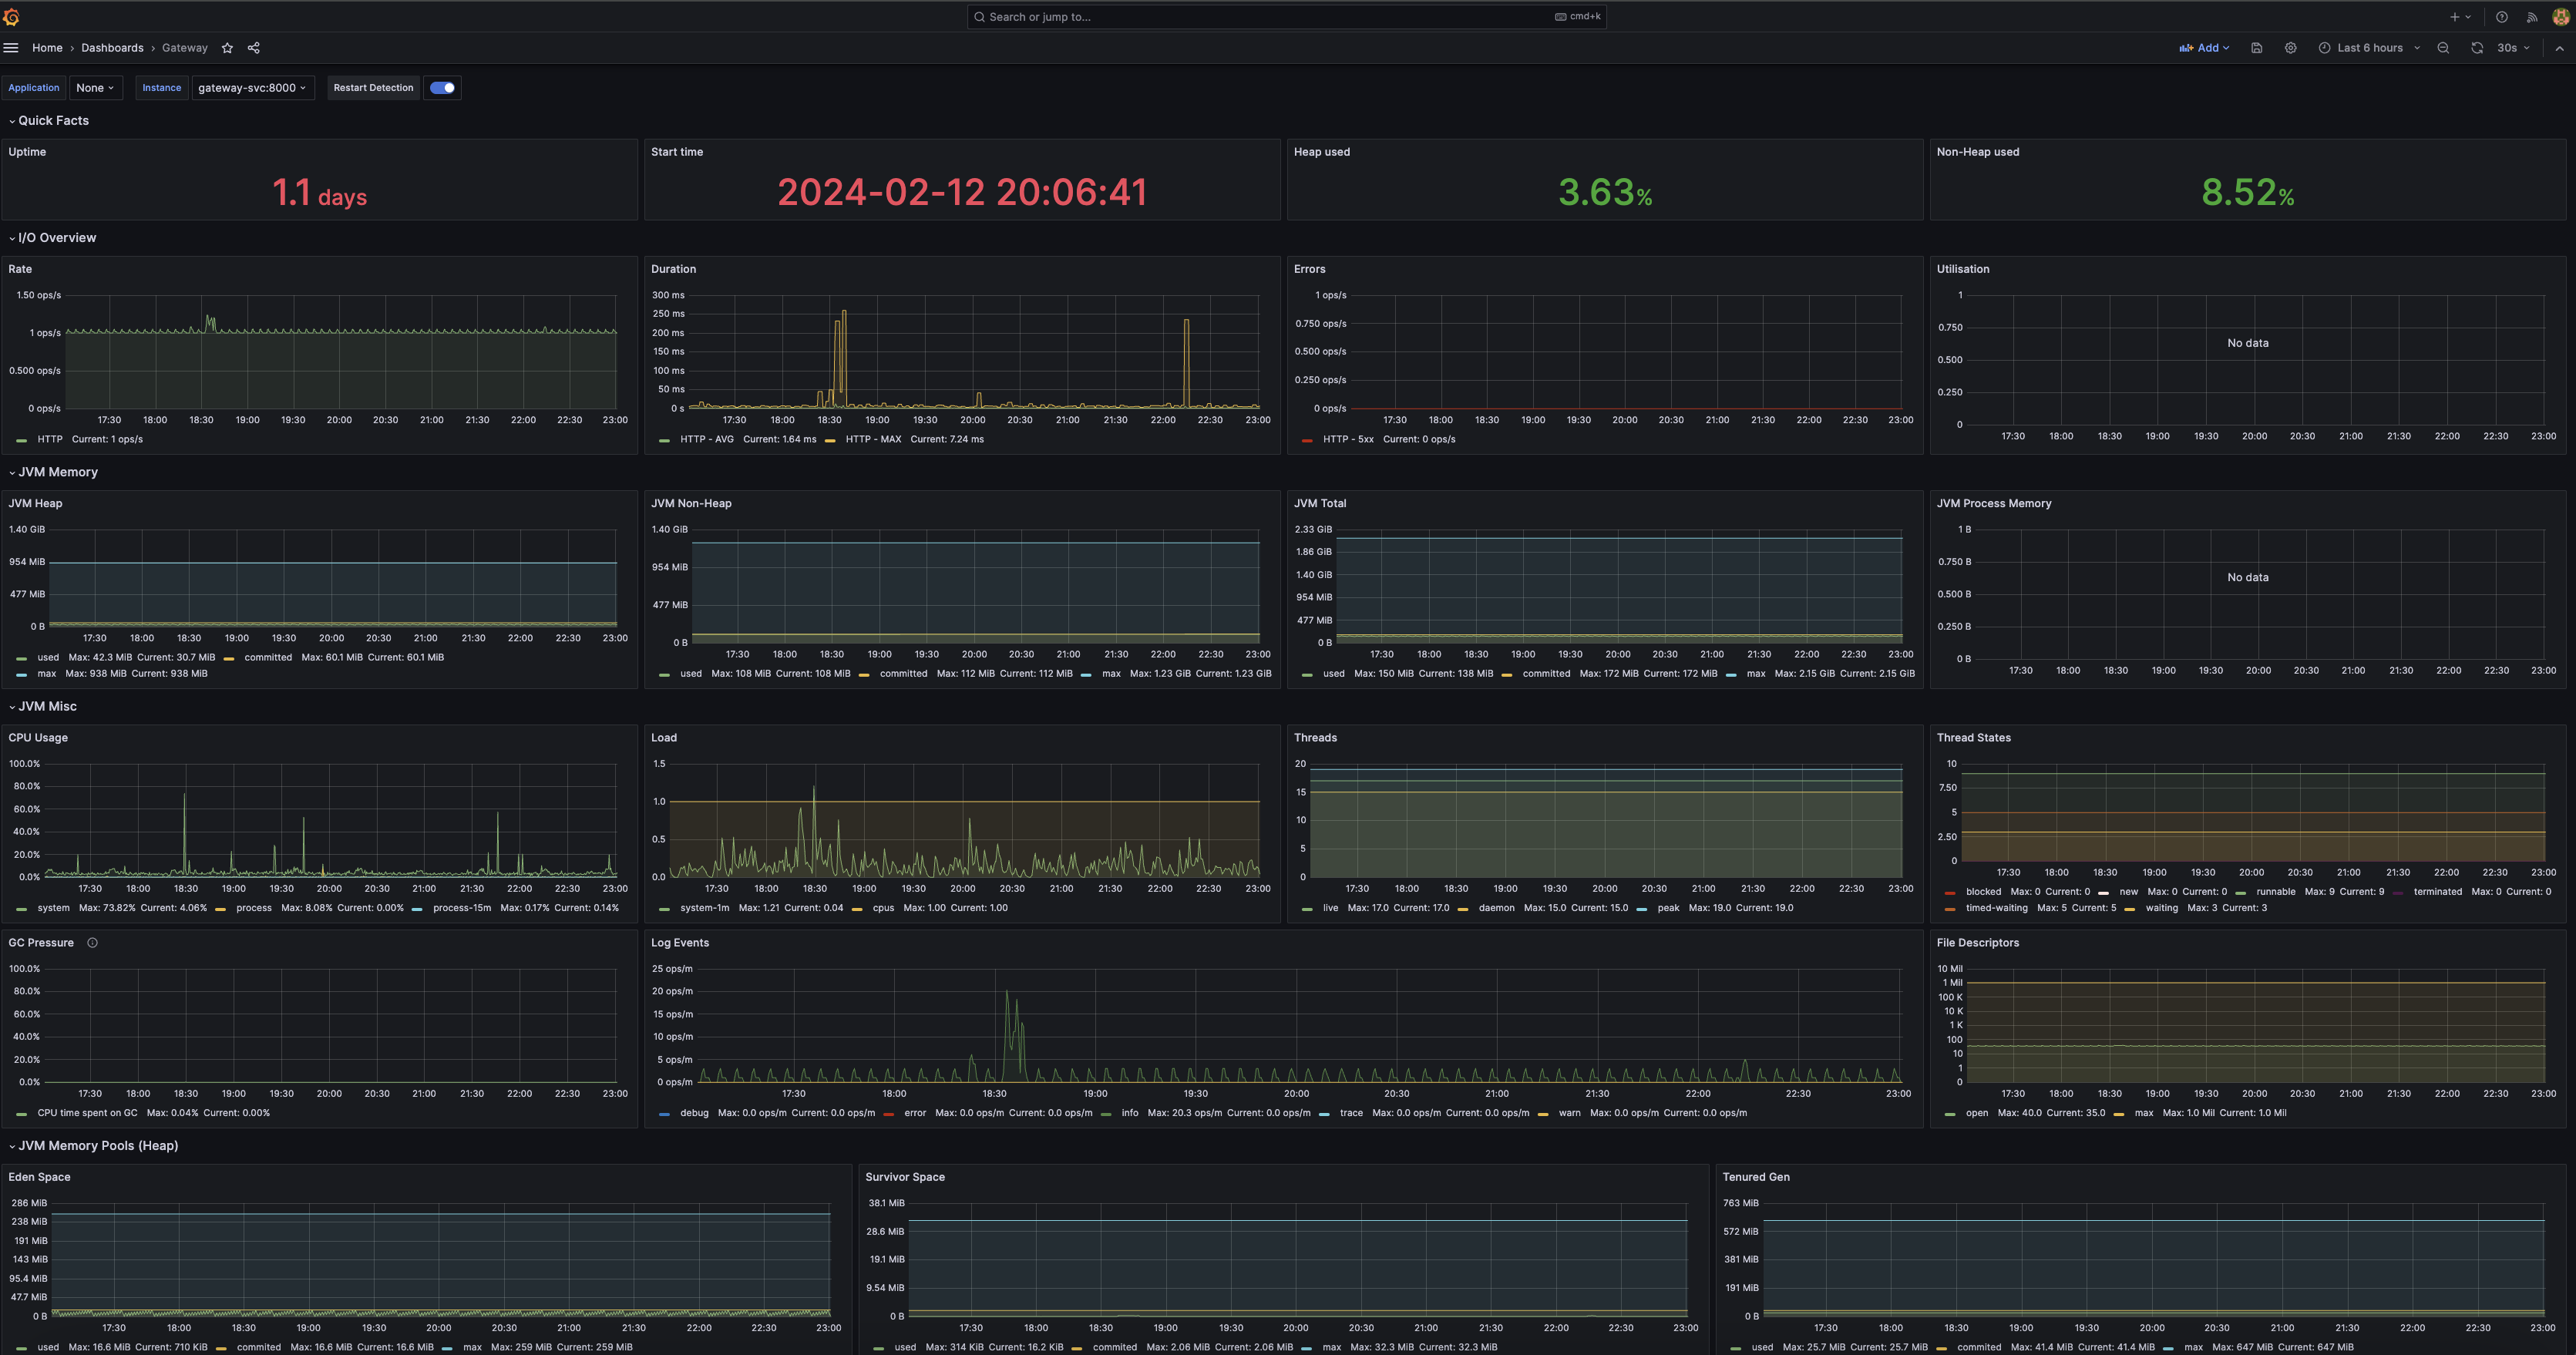 Search or jump to...
cmd+k
Home › Dashboards › Gateway
Add
Last 6 hours
30s
Application None
Instance gateway-svc:8000
Restart Detection
Quick Facts
Uptime
1.1 days
Start time
2024-02-12 20:06:41
Heap used
3.63%
Non-Heap used
8.52%
I/O Overview
Rate
1.50 ops/s
1 ops/s
0.500 ops/s
0 ops/s
17:30 18:00 18:30 19:00 19:30 20:00 20:30 21:00 21:30 22:00 22:30 23:00
HTTP Current: 1 ops/s
Duration
300 ms
250 ms
200 ms
150 ms
100 ms
50 ms
0 s
17:30 18:00 18:30 19:00 19:30 20:00 20:30 21:00 21:30 22:00 22:30 23:00
HTTP - AVG Current: 1.64 ms HTTP - MAX Current: 7.24 ms
Errors
1 ops/s
0.750 ops/s
0.500 ops/s
0.250 ops/s
0 ops/s
17:30 18:00 18:30 19:00 19:30 20:00 20:30 21:00 21:30 22:00 22:30 23:00
HTTP - 5xx Current: 0 ops/s
Utilisation
1
0.750
0.500
0.250
0
No data
17:30 18:00 18:30 19:00 19:30 20:00 20:30 21:00 21:30 22:00 22:30 23:00
JVM Memory
JVM Heap
1.40 GiB
954 MiB
477 MiB
0 B
17:30 18:00 18:30 19:00 19:30 20:00 20:30 21:00 21:30 22:00 22:30 23:00
used Max: 42.3 MiB Current: 30.7 MiB committed Max: 60.1 MiB Current: 60.1 MiB
max Max: 938 MiB Current: 938 MiB
JVM Non-Heap
1.40 GiB
954 MiB
477 MiB
0 B
17:30 18:00 18:30 19:00 19:30 20:00 20:30 21:00 21:30 22:00 22:30 23:00
used Max: 108 MiB Current: 108 MiB committed Max: 112 MiB Current: 112 MiB max Max: 1.23 GiB Current: 1.23 GiB
JVM Total
2.33 GiB
1.86 GiB
1.40 GiB
954 MiB
477 MiB
0 B
17:30 18:00 18:30 19:00 19:30 20:00 20:30 21:00 21:30 22:00 22:30 23:00
used Max: 150 MiB Current: 138 MiB committed Max: 172 MiB Current: 172 MiB max Max: 2.15 GiB Current: 2.15 GiB
JVM Process Memory
1 B
0.750 B
0.500 B
0.250 B
0 B
No data
17:30 18:00 18:30 19:00 19:30 20:00 20:30 21:00 21:30 22:00 22:30 23:00
JVM Misc
CPU Usage
100.0%
80.0%
60.0%
40.0%
20.0%
0.0%
17:30 18:00 18:30 19:00 19:30 20:00 20:30 21:00 21:30 22:00 22:30 23:00
system Max: 73.82% Current: 4.06% process Max: 8.08% Current: 0.00% process-15m Max: 0.17% Current: 0.14%
Load
1.5
1.0
0.5
0.0
17:30 18:00 18:30 19:00 19:30 20:00 20:30 21:00 21:30 22:00 22:30 23:00
system-1m Max: 1.21 Current: 0.04 cpus Max: 1.00 Current: 1.00
Threads
20
15
10
5
0
17:30 18:00 18:30 19:00 19:30 20:00 20:30 21:00 21:30 22:00 22:30 23:00
live Max: 17.0 Current: 17.0 daemon Max: 15.0 Current: 15.0 peak Max: 19.0 Current: 19.0
Thread States
10
7.50
5
2.50
0
17:30 18:00 18:30 19:00 19:30 20:00 20:30 21:00 21:30 22:00 22:30 23:00
blocked Max: 0 Current: 0 new Max: 0 Current: 0 runnable Max: 9 Current: 9 terminated Max: 0 Current: 0
timed-waiting Max: 5 Current: 5 waiting Max: 3 Current: 3
GC Pressure
100.0%
80.0%
60.0%
40.0%
20.0%
0.0%
17:30 18:00 18:30 19:00 19:30 20:00 20:30 21:00 21:30 22:00 22:30 23:00
CPU time spent on GC Max: 0.04% Current: 0.00%
Log Events
25 ops/m
20 ops/m
15 ops/m
10 ops/m
5 ops/m
0 ops/m
17:30 18:00 18:30 19:00 19:30 20:00 20:30 21:00 21:30 22:00 22:30 23:00
debug Max: 0.0 ops/m Current: 0.0 ops/m error Max: 0.0 ops/m Current: 0.0 ops/m info Max: 20.3 ops/m Current: 0.0 ops/m trace Max: 0.0 ops/m Current: 0.0 ops/m warn Max: 0.0 ops/m Current: 0.0 ops/m
File Descriptors
10 Mil
1 Mil
100 K
10 K
1 K
100
10
1
0
17:30 18:00 18:30 19:00 19:30 20:00 20:30 21:00 21:30 22:00 22:30 23:00
open Max: 40.0 Current: 35.0 max Max: 1.0 Mil Current: 1.0 Mil
JVM Memory Pools (Heap)
Eden Space
286 MiB
238 MiB
191 MiB
143 MiB
95.4 MiB
47.7 MiB
0 B
17:30 18:00 18:30 19:00 19:30 20:00 20:30 21:00 21:30 22:00 22:30 23:00
used Max: 16.6 MiB Current: 710 KiB commited Max: 16.6 MiB Current: 16.6 MiB max Max: 259 MiB Current: 259 MiB
Survivor Space
38.1 MiB
28.6 MiB
19.1 MiB
9.54 MiB
0 B
17:30 18:00 18:30 19:00 19:30 20:00 20:30 21:00 21:30 22:00 22:30 23:00
used Max: 314 KiB Current: 16.2 KiB commited Max: 2.06 MiB Current: 2.06 MiB max Max: 32.3 MiB Current: 32.3 MiB
Tenured Gen
763 MiB
572 MiB
381 MiB
191 MiB
0 B
17:30 18:00 18:30 19:00 19:30 20:00 20:30 21:00 21:30 22:00 22:30 23:00
used Max: 25.7 MiB Current: 25.7 MiB commited Max: 41.4 MiB Current: 41.4 MiB max Max: 647 MiB Current: 647 MiB